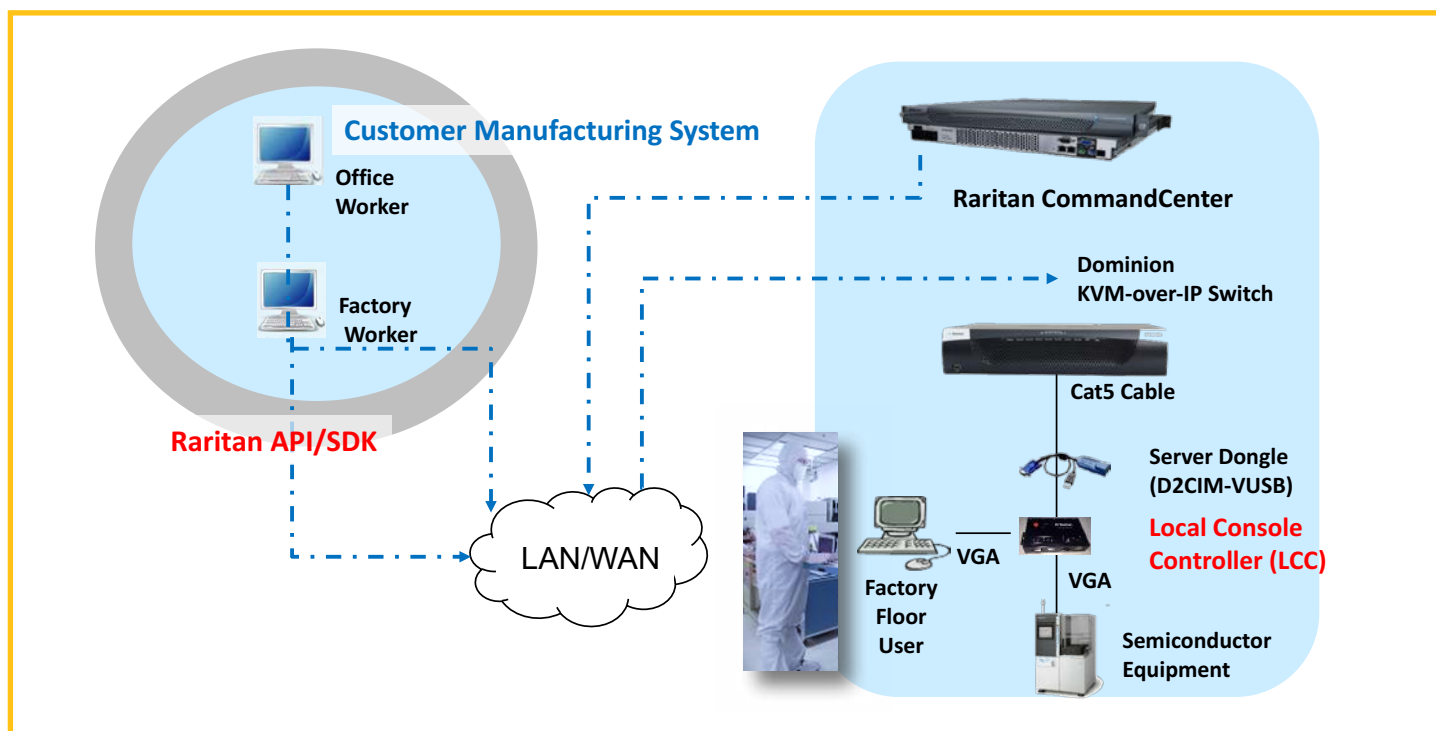 Customer Manufacturing System
Office
Worker
Factory
Worker
Raritan API/SDK
LAN/WAN
Raritan CommandCenter
Dominion
KVM-over-IP Switch
Cat5 Cable
Server Dongle
(D2CIM-VUSB)
Local Console
Controller (LCC)
VGA
VGA
Factory
Floor
User
Semiconductor
Equipment